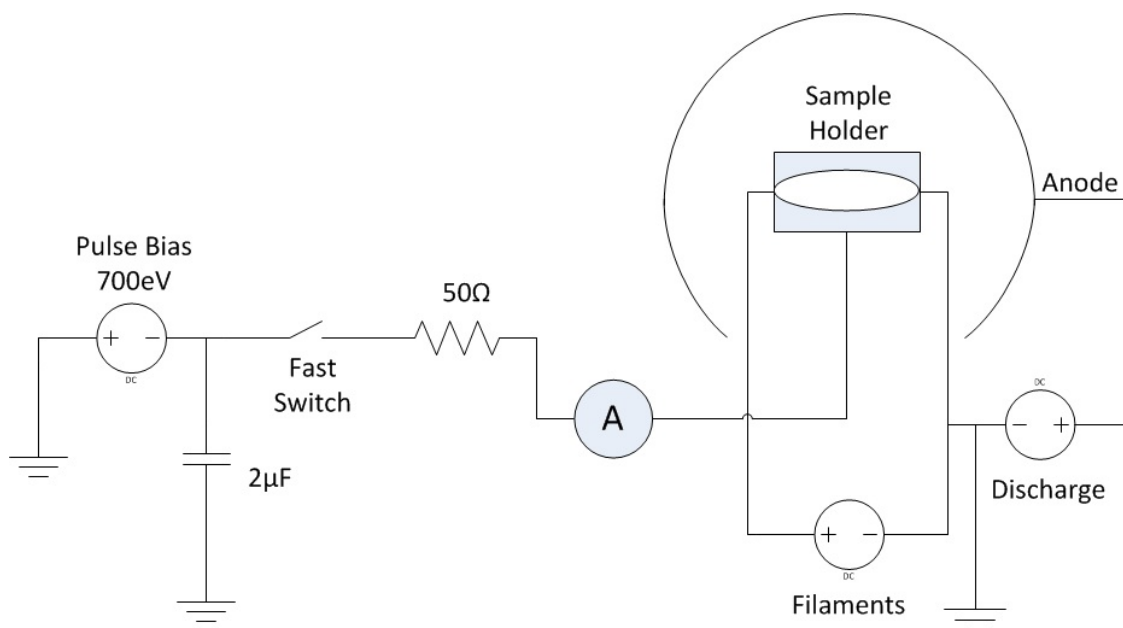 Sample
Holder
Anode
Pulse Bias
700eV
+ -
DC
50Ω
Fast
Switch
A
2μF
DC
- +
Discharge
+ -
DC
Filaments